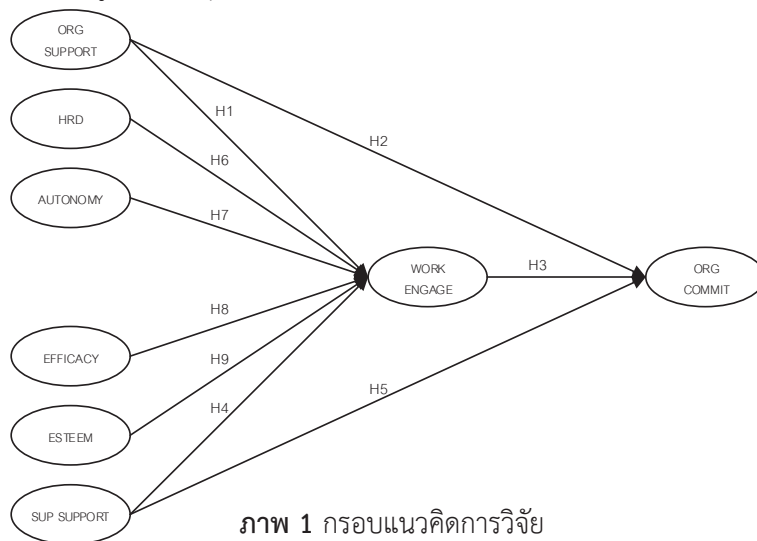 ORG
SUPPORT
H1
HRD
H2
H6
AUTONOMY
H7
WORK
ENGAGE
H3
ORG
COMMIT
H8
EFFICACY
H9
H4
H5
ESTEEM
SUP SUPPORT
ภาพ 1 กรอบแนวคิดการวิจัย